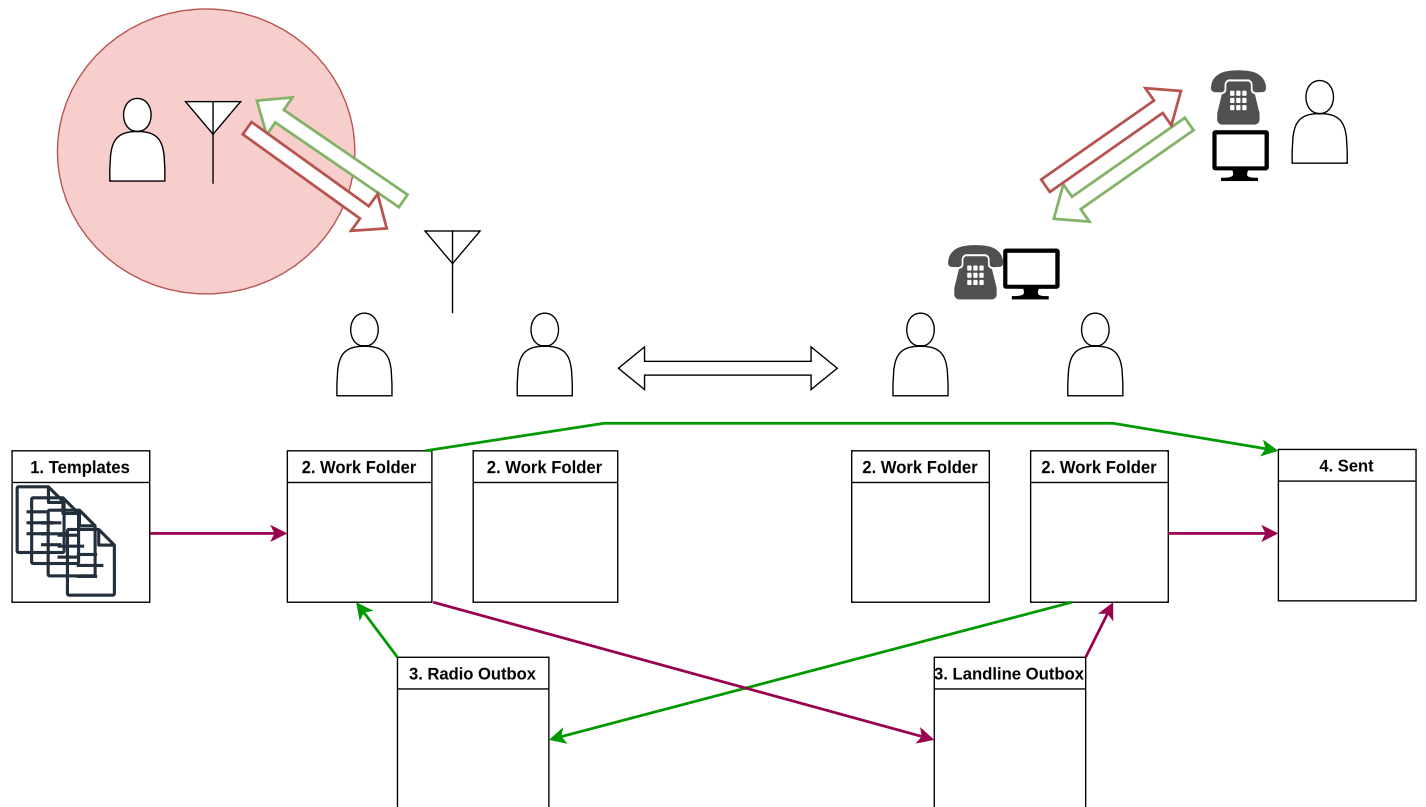 1. Templates
2. Work Folder
2. Work Folder
2. Work Folder
2. Work Folder
4. Sent
3. Radio Outbox
3. Landline Outbox